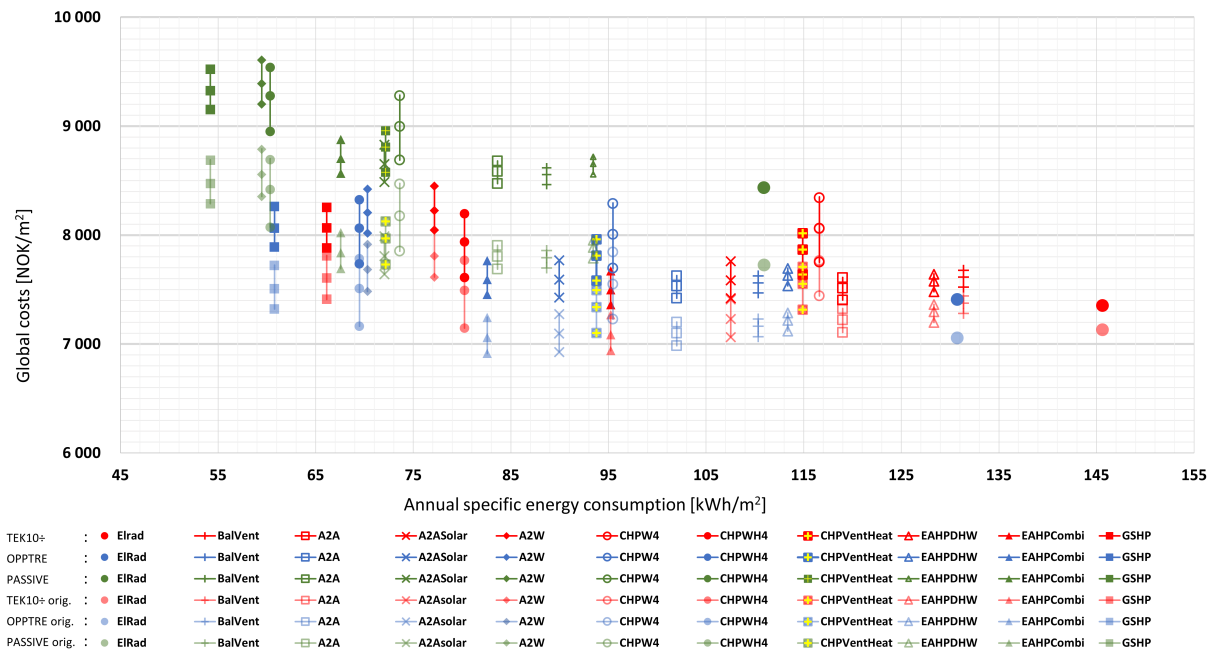 10 000
9 000
8 000
7 000
6 000
Global costs [NOK/m²]
45 55 65 75 85 95 105 115 125 135 145 155
Annual specific energy consumption [kWh/m²]
TEK10÷ : Elrad BalVent A2A A2ASolar A2W CHPW4 CHPWH4 CHPVentHeat EAHPDHW EAHPCombi GSHP
OPPTRE : ElRad BalVent A2A A2ASolar A2W CHPW4 CHPWH4 CHPVentHeat EAHPDHW EAHPCombi GSHP
PASSIVE : ElRad BalVent A2A A2ASolar A2W CHPW4 CHPWH4 CHPVentHeat EAHPDHW EAHPCombi GSHP
TEK10÷ orig. : ElRad BalVent A2A A2Asolar A2W CHPW4 CHPWH4 CHPVentHeat EAHPDHW EAHPCombi GSHP
OPPTRE orig. : ElRad BalVent A2A A2Asolar A2W CHPW4 CHPWH4 CHPVentHeat EAHPDHW EAHPCombi GSHP
PASSIVE orig. : ElRad BalVent A2A A2Asolar A2W CHPW4 CHPWH4 CHPVentHeat EAHPDHW EAHPCombi GSHP